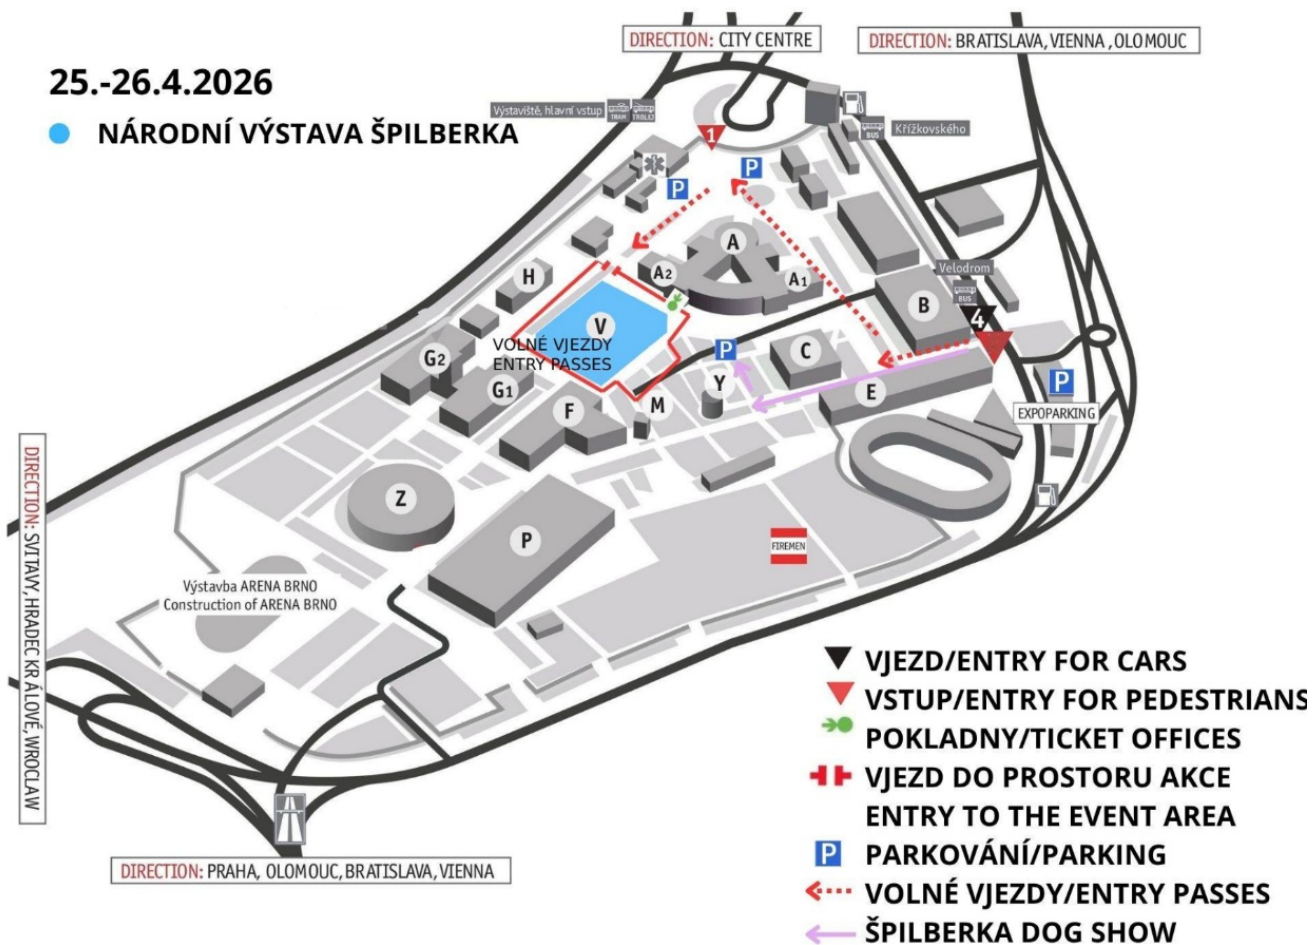 DIRECTION: CITY CENTRE
DIRECTION: BRATISLAVA, VIENNA , OLOMOUC
25.-26.4.2026
NÁRODNÍ VÝSTAVA ŠPILBERKA
Výstaviště, hlavní vstup
TRAM
TROLEJ
BUS
Křížkovského
1
P
P
A
A2
A1
H
Velodrom
BUS
B
4
V
VOLNÉ VJEZDY
ENTRY PASSES
G2
G1
P
C
Y
E
M
F
P
EXPOPARKING
Z
P
FIREMEN
DIRECTION: SVITAVY, HRADEC KR ÁLOVÉ, WROCLAW
Výstavba ARENA BRNO
Construction of ARENA BRNO
DIRECTION: PRAHA, OLOMOUC, BRATISLAVA, VIENNA
VJEZD/ENTRY FOR CARS
VSTUP/ENTRY FOR PEDESTRIANS
POKLADNY/TICKET OFFICES
VJEZD DO PROSTORU AKCE
ENTRY TO THE EVENT AREA
P PARKOVÁNÍ/PARKING
VOLNÉ VJEZDY/ENTRY PASSES
ŠPILBERKA DOG SHOW